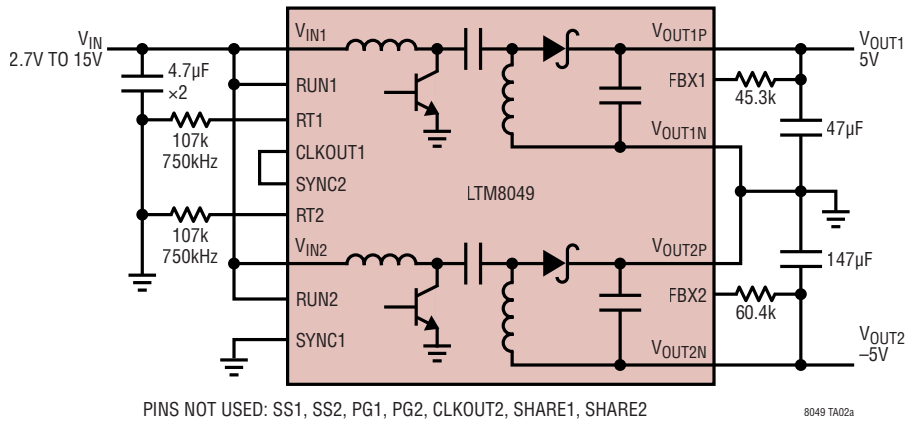 VIN
2.7V TO 15V
4.7µF
×2
107k
750kHz
107k
750kHz
VIN1
RUN1
RT1
CLKOUT1
SYNC2
RT2
VIN2
RUN2
SYNC1
LTM8049
VOUT1P
FBX1
VOUT1N
VOUT2P
FBX2
VOUT2N
45.3k
47µF
147µF
60.4k
VOUT1
5V
VOUT2
–5V
PINS NOT USED: SS1, SS2, PG1, PG2, CLKOUT2, SHARE1, SHARE2
8049 TA02a